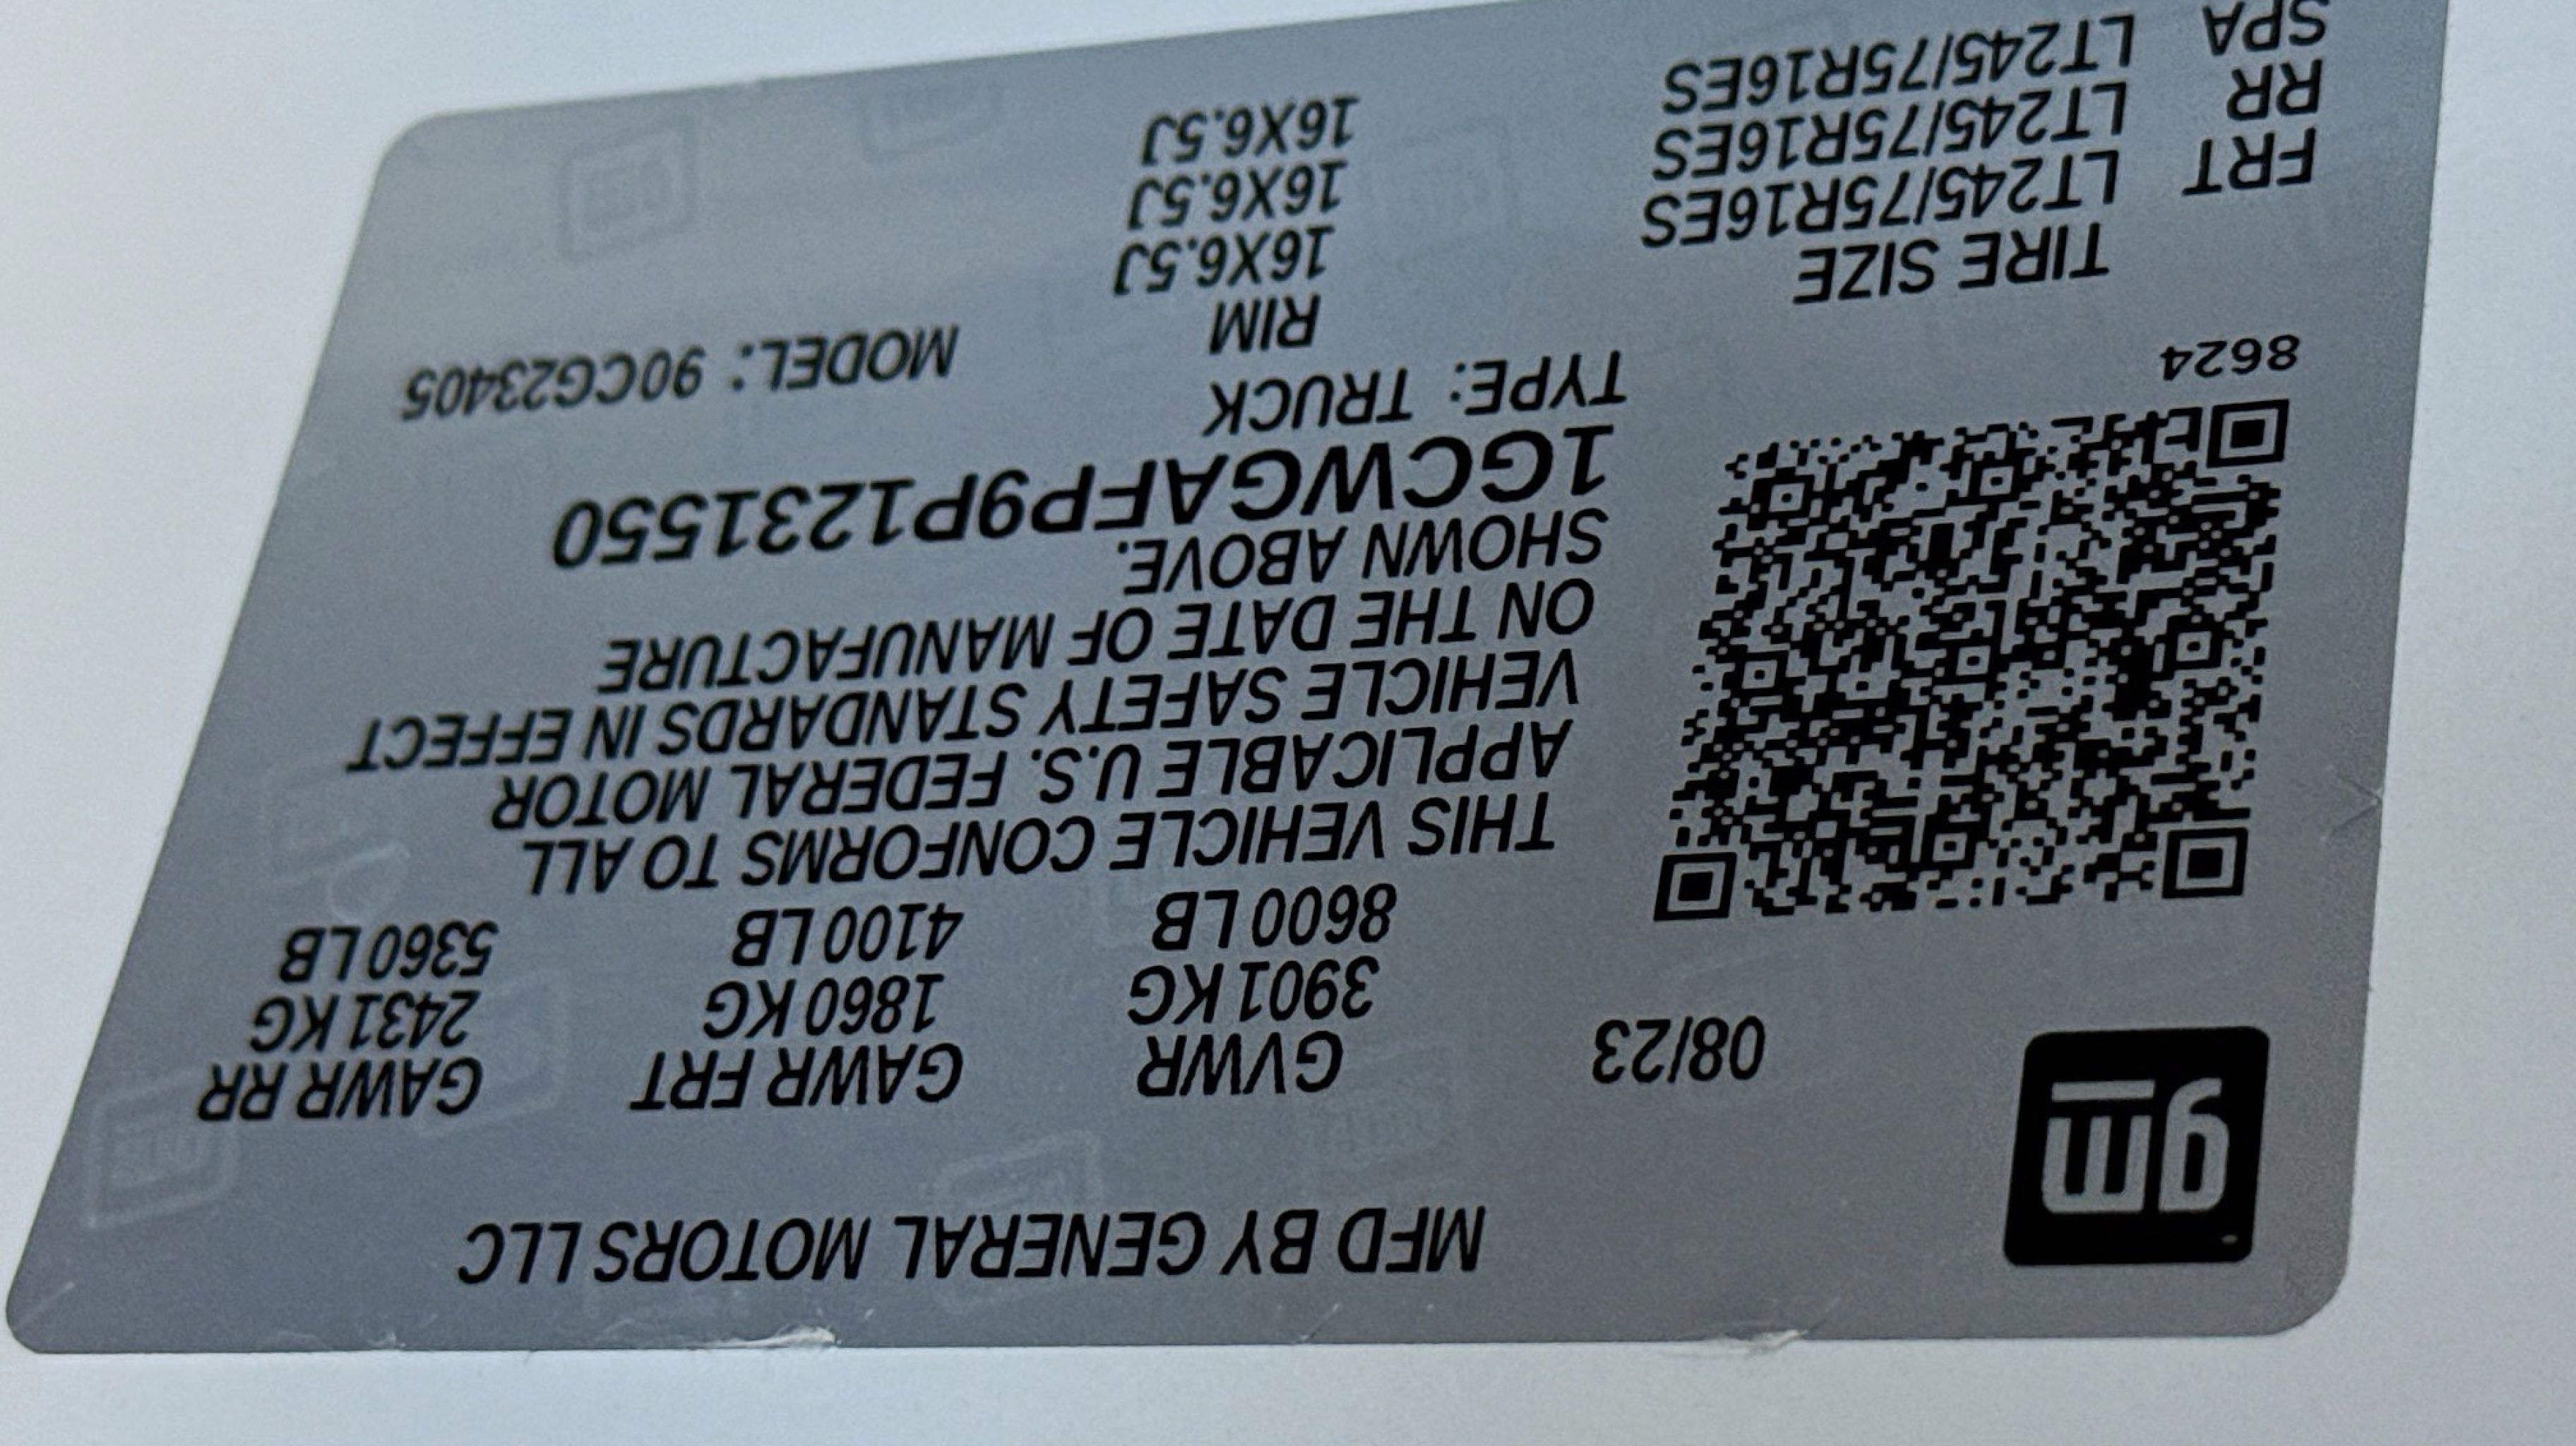 gm
MFD BY GENERAL MOTORS LLC
08/23 GVWR GAWR FRT GAWR RR
3901 KG 1860 KG 2431 KG
8600 LB 4100 LB 5360 LB
THIS VEHICLE CONFORMS TO ALL
APPLICABLE U.S. FEDERAL MOTOR
VEHICLE SAFETY STANDARDS IN EFFECT
ON THE DATE OF MANUFACTURE
SHOWN ABOVE.
1GCWGAFP9P1231550
TYPE: TRUCK MODEL: 90CG23405
8624
TIRE SIZE RIM
FRT LT245/75R16ES 16X6.5J
RR LT245/75R16ES 16X6.5J
SPA LT245/75R16ES 16X6.5J